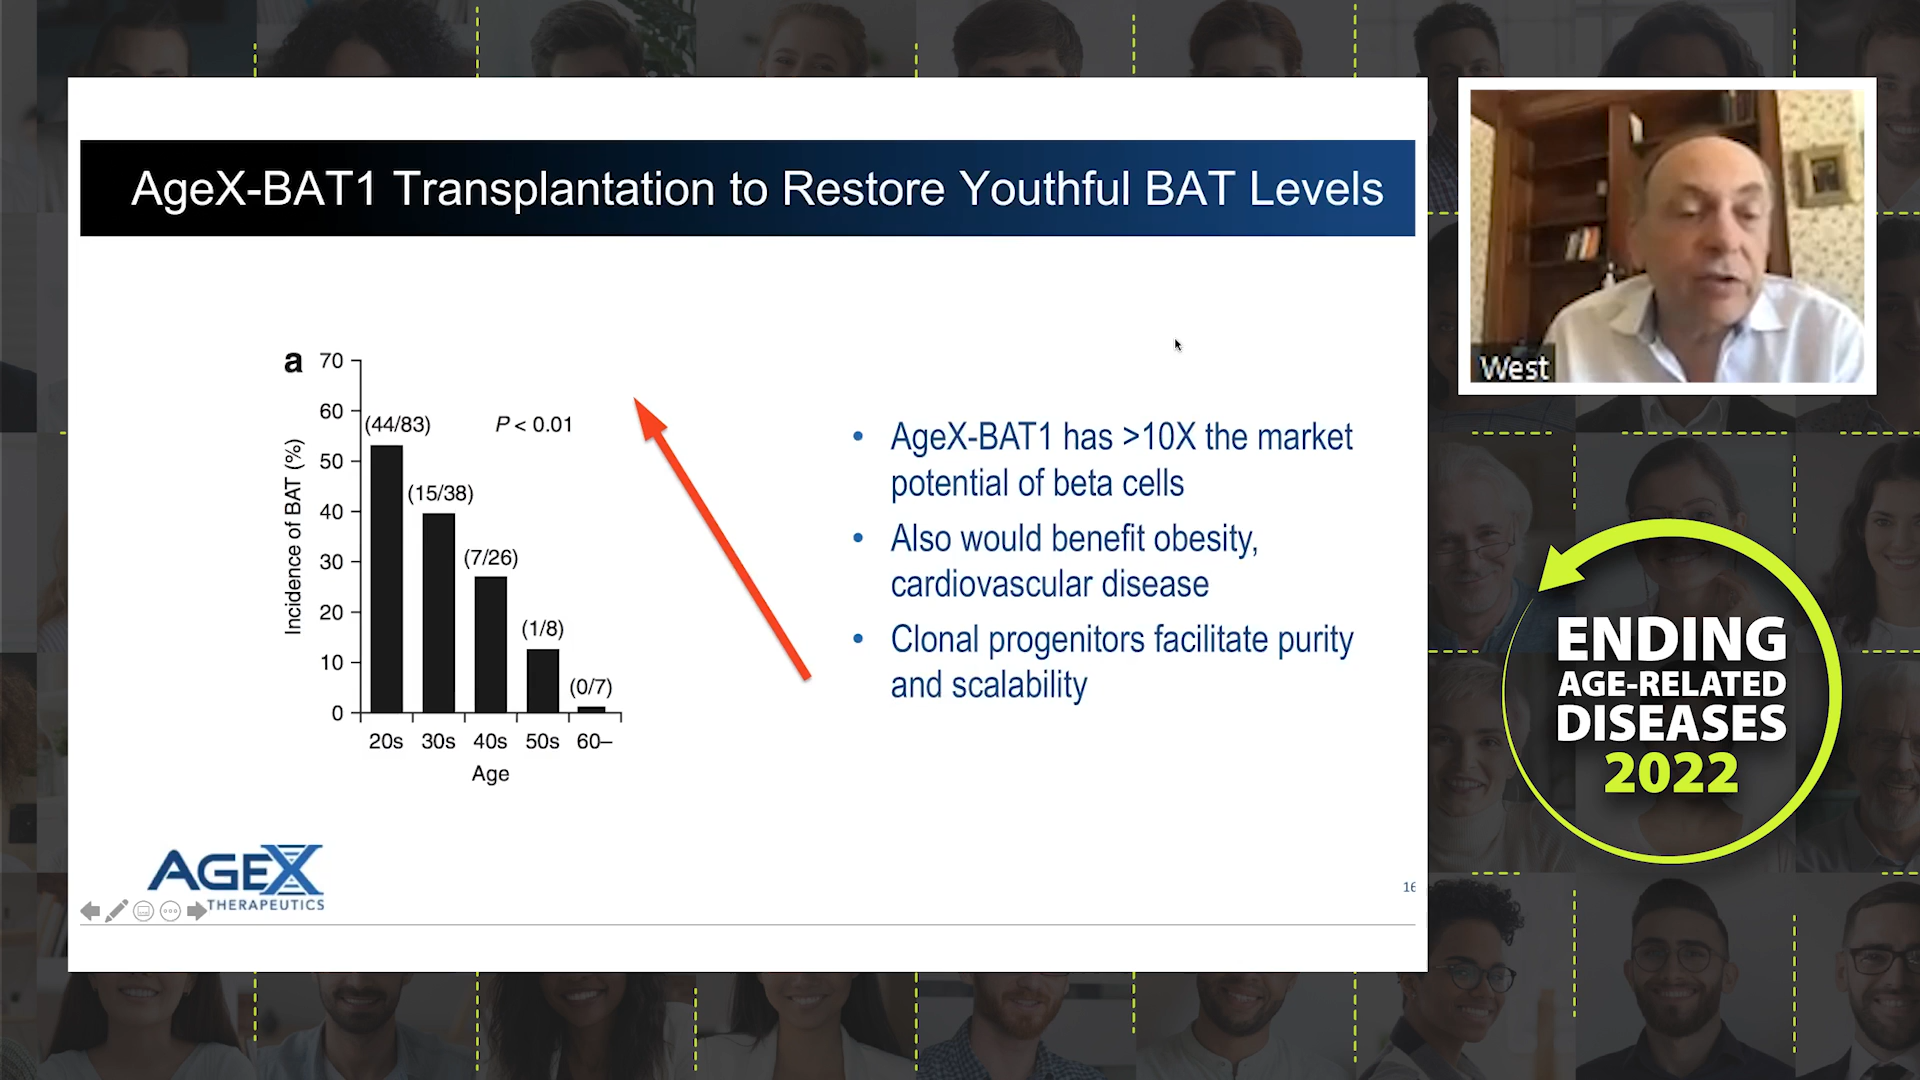 AgeX-BAT1 Transplantation to Restore Youthful BAT Levels
a
70
60
50
40
30
20
10
0
Incidence of BAT (%)
(44/83)
P < 0.01
(15/38)
(7/26)
(1/8)
(0/7)
20s 30s 40s 50s 60–
Age
• AgeX-BAT1 has >10X the market
potential of beta cells
• Also would benefit obesity,
cardiovascular disease
• Clonal progenitors facilitate purity
and scalability
AGEX
THERAPEUTICS
16
West
ENDING
AGE-RELATED
DISEASES
2022